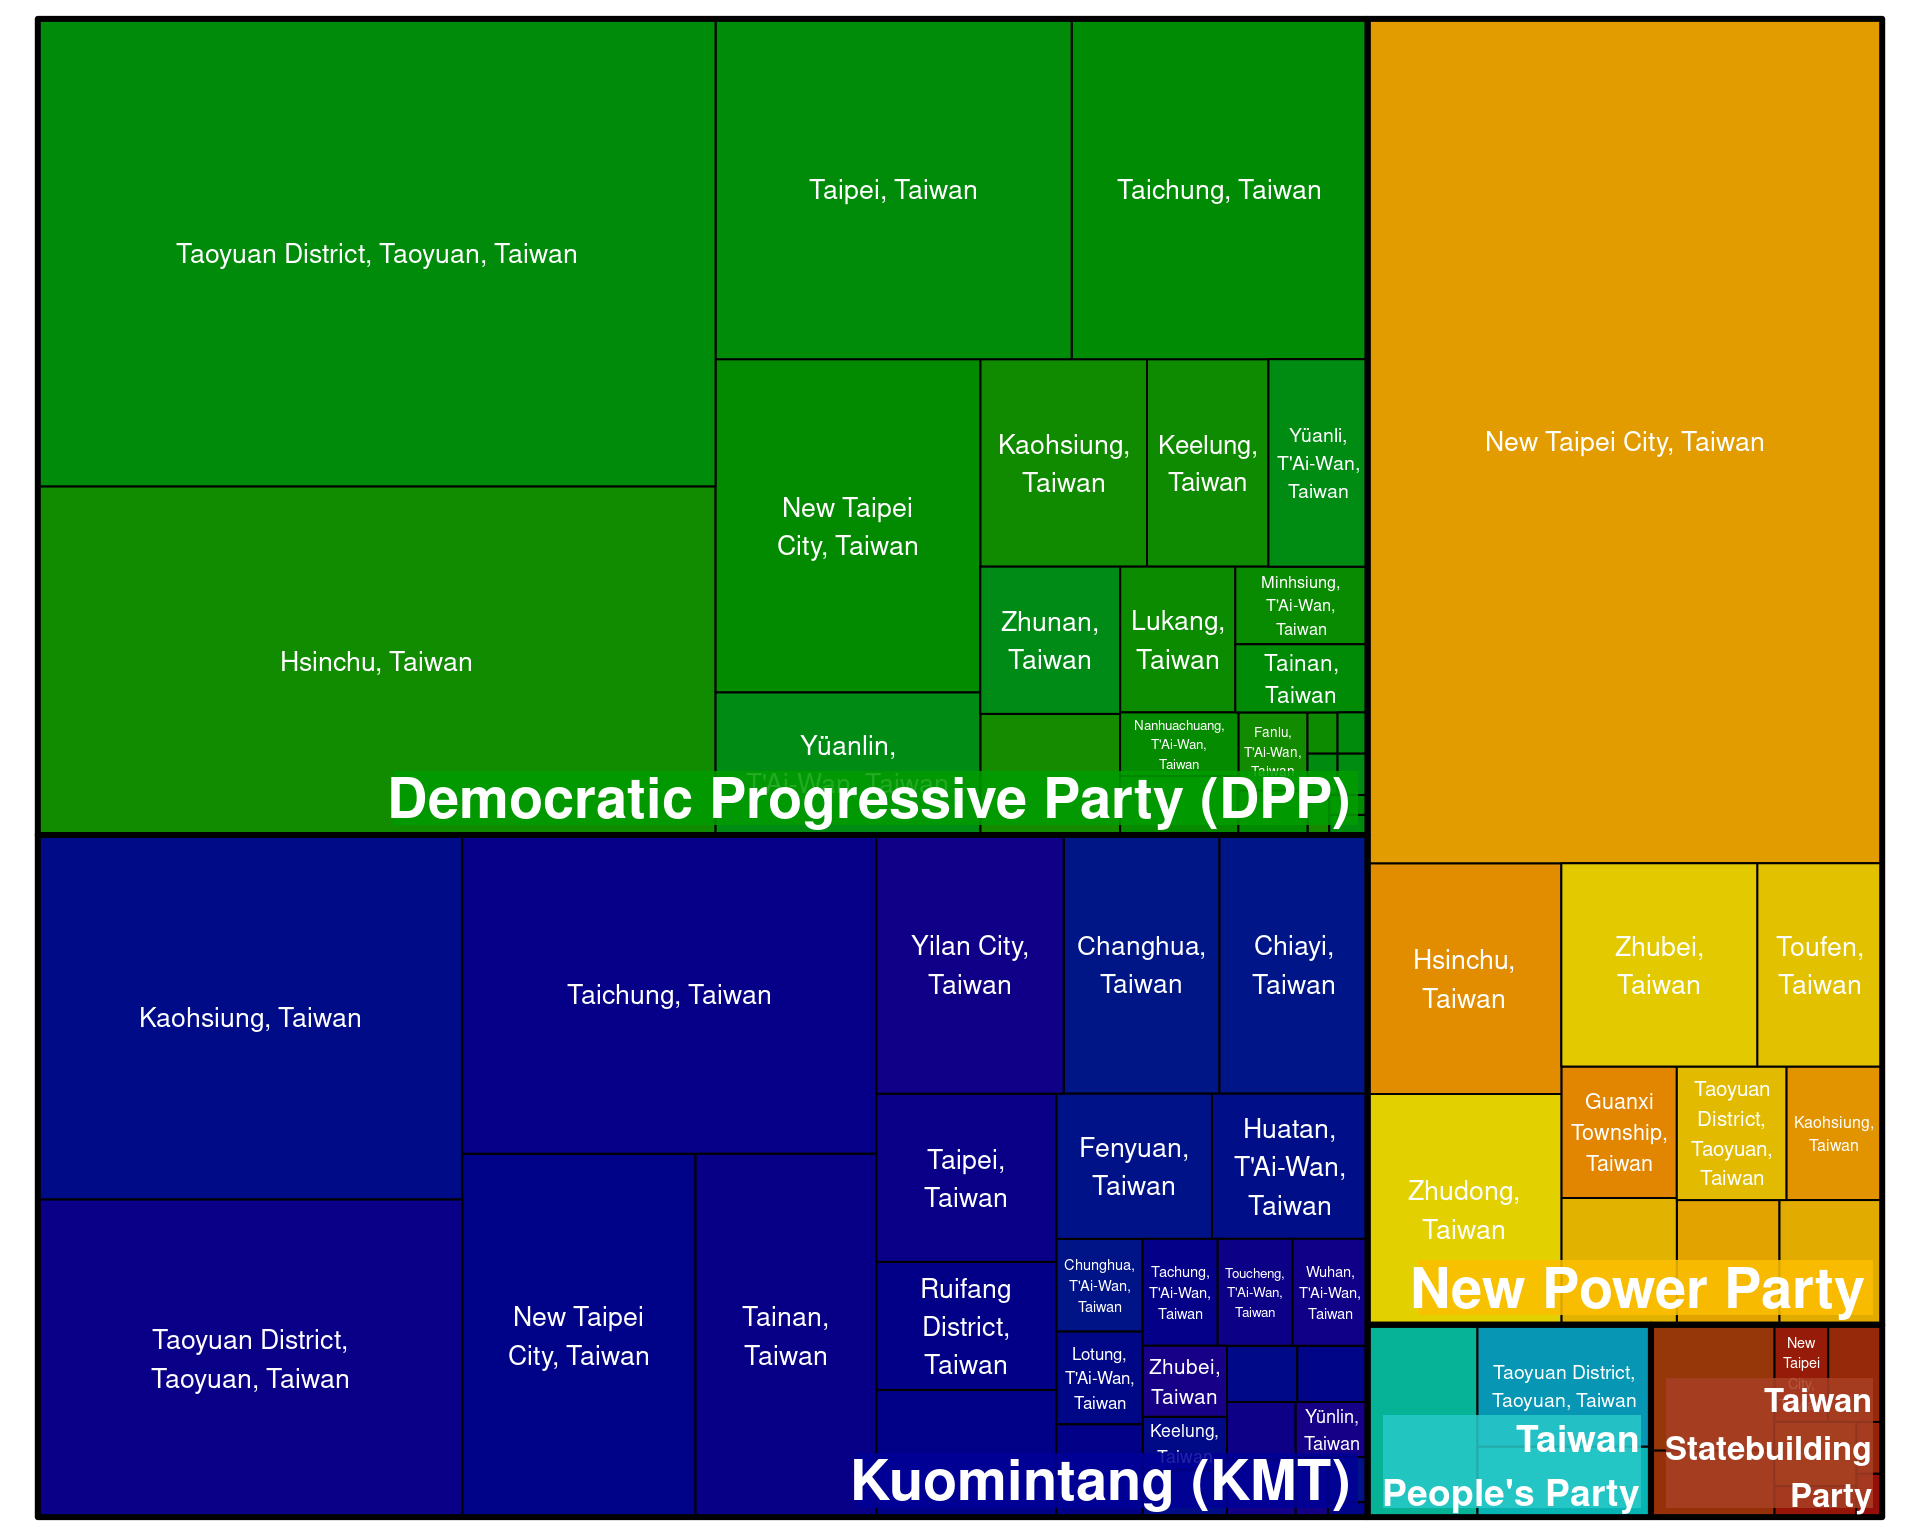 Taoyuan District, Taoyuan, Taiwan
Hsinchu, Taiwan
Taipei, Taiwan
Taichung, Taiwan
New Taipei
City, Taiwan
Kaohsiung,
Taiwan
Keelung,
Taiwan
Yüanli,
T'Ai-Wan,
Taiwan
Zhunan,
Taiwan
Lukang,
Taiwan
Minhsiung,
T'Ai-Wan,
Taiwan
Tainan,
Taiwan
Yüanlin,
T'Ai-Wan, Taiwan
Nanhuachuang,
T'Ai-Wan,
Taiwan
Fanlu,
T'Ai-Wan,
Taiwan
Democratic Progressive Party (DPP)
New Taipei City, Taiwan
Hsinchu,
Taiwan
Zhubei,
Taiwan
Toufen,
Taiwan
Zhudong,
Taiwan
Guanxi
Township,
Taiwan
Taoyuan
District,
Taoyuan,
Taiwan
Kaohsiung,
Taiwan
New Power Party
Kaohsiung, Taiwan
Taoyuan District,
Taoyuan, Taiwan
Taichung, Taiwan
New Taipei
City, Taiwan
Tainan,
Taiwan
Yilan City,
Taiwan
Changhua,
Taiwan
Chiayi,
Taiwan
Taipei,
Taiwan
Fenyuan,
Taiwan
Huatan,
T'Ai-Wan,
Taiwan
Ruifang
District,
Taiwan
Chunghua,
T'Ai-Wan,
Taiwan
Tachung,
T'Ai-Wan,
Taiwan
Toucheng,
T'Ai-Wan,
Taiwan
Wuhan,
T'Ai-Wan,
Taiwan
Lotung,
T'Ai-Wan,
Taiwan
Zhubei,
Taiwan
Keelung,
Taiwan
Yünlin,
Taiwan
Kuomintang (KMT)
Taoyuan District,
Taoyuan, Taiwan
Taiwan
People's Party
New
Taipei
City,
Taiwan
Statebuilding
Party